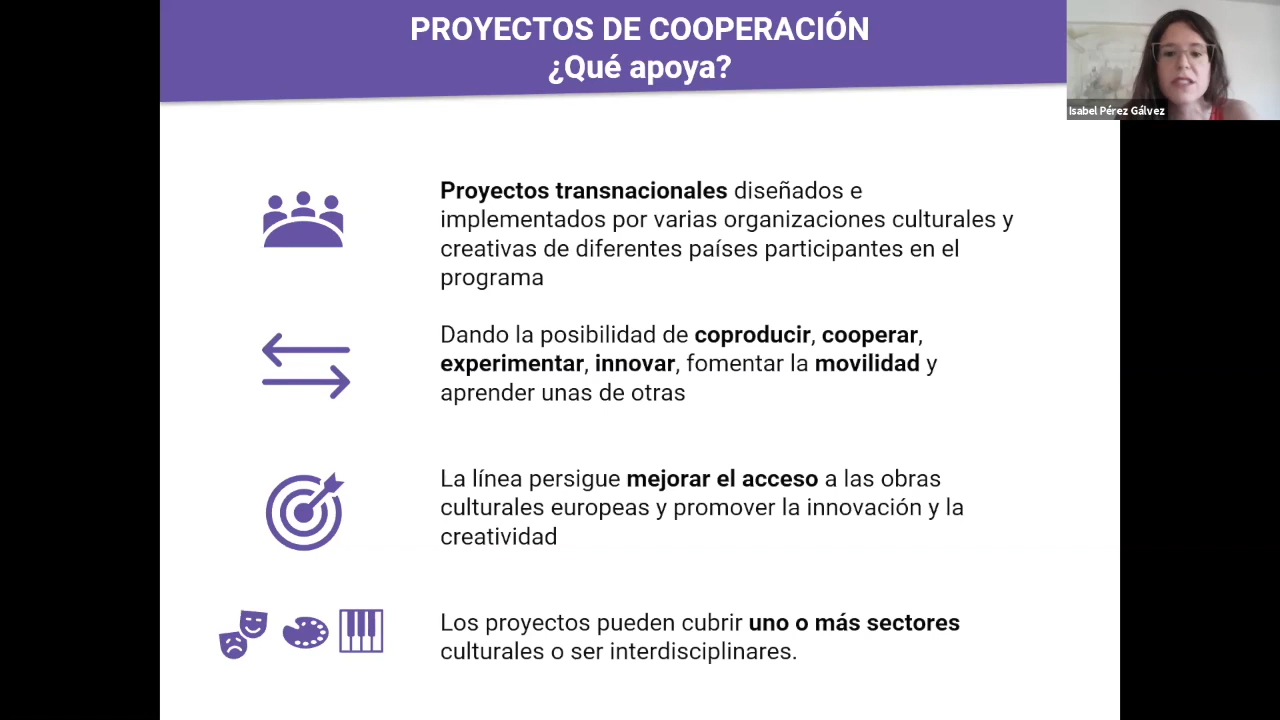 PROYECTOS DE COOPERACIÓN
¿Qué apoya?
Isabel Pérez Gálvez
Proyectos transnacionales diseñados e
implementados por varias organizaciones culturales y
creativas de diferentes países participantes en el
programa
Dando la posibilidad de coproducir, cooperar,
experimentar, innovar, fomentar la movilidad y
aprender unas de otras
La línea persigue mejorar el acceso a las obras
culturales europeas y promover la innovación y la
creatividad
Los proyectos pueden cubrir uno o más sectores
culturales o ser interdisciplinares.